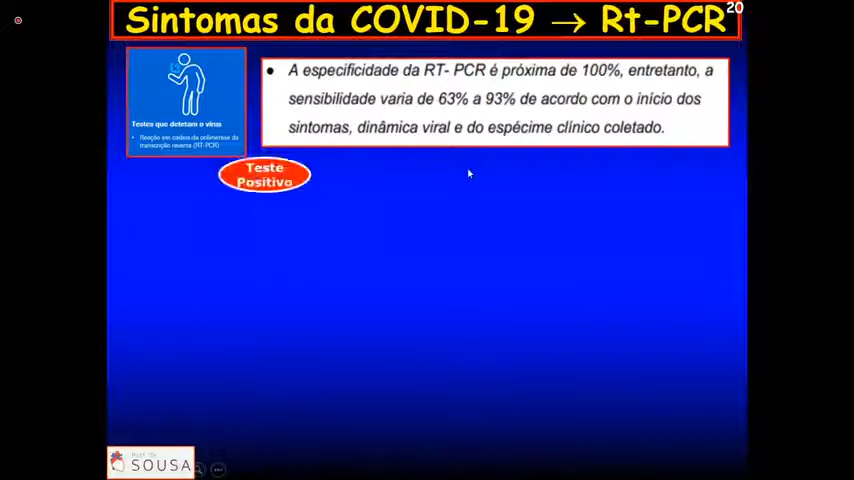 Sintomas da COVID-19 → Rt-PCR
20
Testes que detetam o vírus
• Reação em cadeia da polimerase da
transcrição reversa (RT-PCR)
● A especificidade da RT- PCR é próxima de 100%, entretanto, a
sensibilidade varia de 63% a 93% de acordo com o início dos
sintomas, dinâmica viral e do espécime clínico coletado.
Teste
Positivo
SOUSA